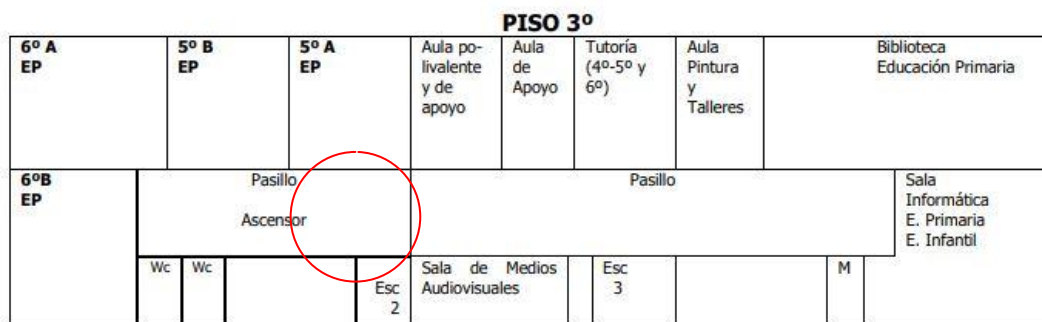 PISO 3º
6º A
EP
5º B
EP
5º A
EP
Aula po-
livalente
y de
apoyo
Aula
de
Apoyo
Tutoría
(4º-5º y
6º)
Aula
Pintura
y
Talleres
Biblioteca
Educación Primaria
6ºB
EP
Pasillo
Ascensor
Pasillo
Sala
Informática
E. Primaria
E. Infantil
Wc
Wc
Esc
2
Sala de Medios
Audiovisuales
Esc
3
M